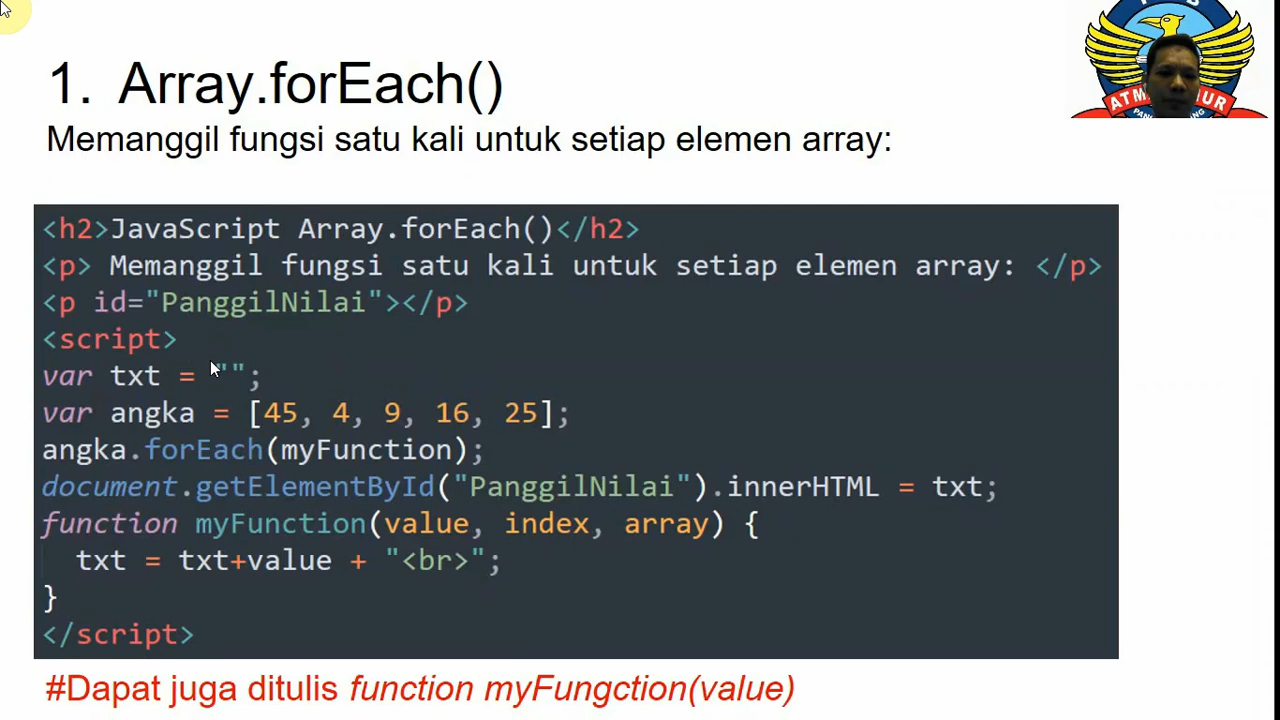 1. Array.forEach()
Memanggil fungsi satu kali untuk setiap elemen array:
<h2>JavaScript Array.forEach()</h2>
<p> Memanggil fungsi satu kali untuk setiap elemen array: </p>
<p id="PanggilNilai"></p>
<script>
var txt = "";
var angka = [45, 4, 9, 16, 25];
angka.forEach(myFunction);
document.getElementById("PanggilNilai").innerHTML = txt;
function myFunction(value, index, array) {
  txt = txt+value + "<br>";
}
</script>
#Dapat juga ditulis function myFungction(value)